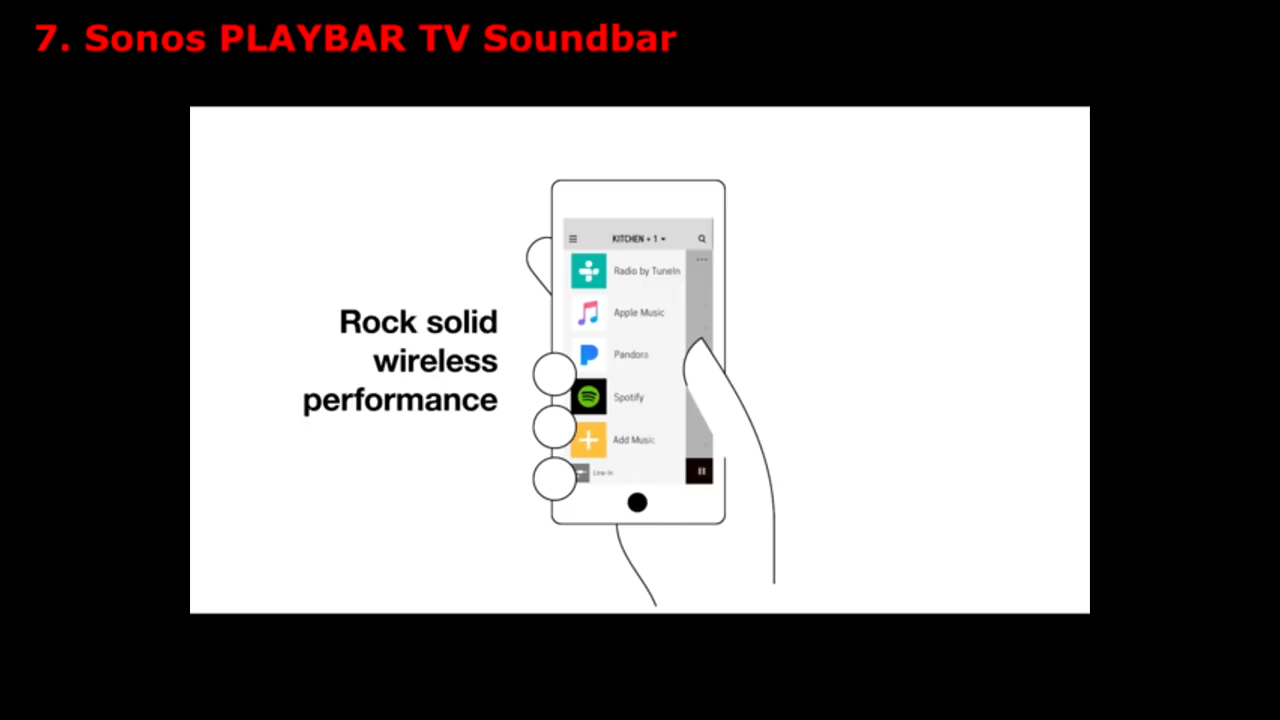 7. Sonos PLAYBAR TV Soundbar
KITCHEN + 1
Radio by TuneIn
Apple Music
Rock solid
wireless
performance
Pandora
Spotify
Add Music
Line-In